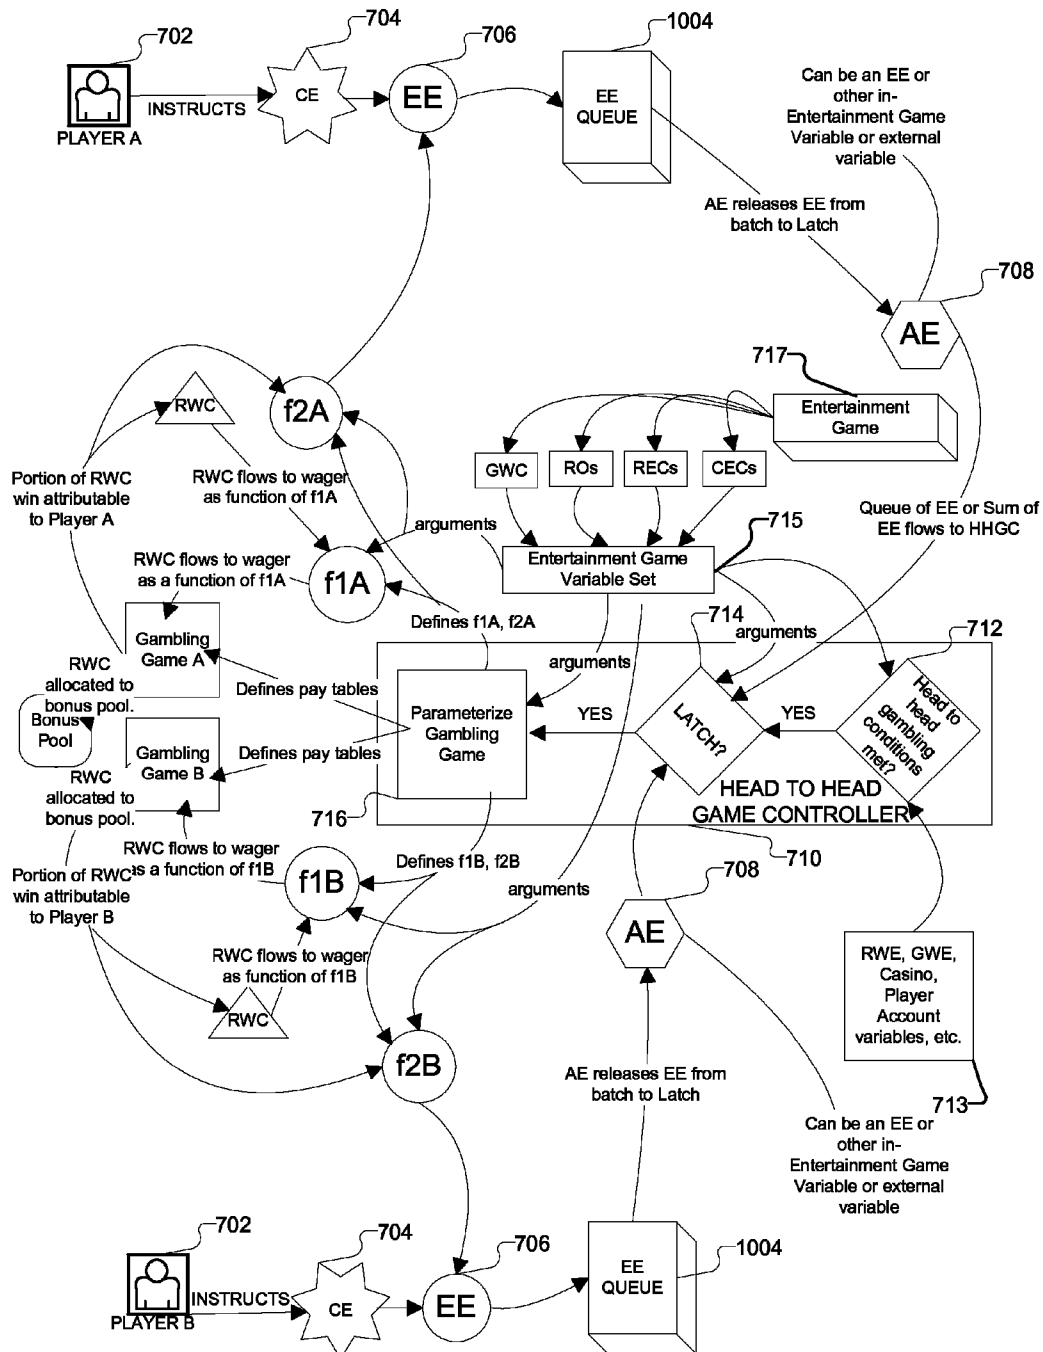 702
704
706
1004
PLAYER A
INSTRUCTS
CE
EE
EE
QUEUE
Can be an EE or
other in-
Entertainment Game
Variable or external
variable
AE releases EE from
batch to Latch
708
AE
717
Entertainment
Game
f2A
RWC
GWC
ROs
RECs
CECs
Portion of RWC
win attributable
to Player A
RWC flows to wager
as function of f1A
Queue of EE or Sum of
EE flows to HHGC
arguments
715
Entertainment Game
Variable Set
RWC flows to wager
as a function of f1A
f1A
Defines f1A, f2A
714
arguments
712
Gambling
Game A
arguments
RWC
allocated to
bonus pool.
Defines pay tables
Parameterize
Gambling
Game
YES
LATCH?
YES
Head to
head
gambling
conditions
met?
Bonus
Pool
Gambling
Game B
Defines pay tables
RWC
allocated to
bonus pool.
HEAD TO HEAD
GAME CONTROLLER
716
710
RWC flows to wager
as a function of f1B
Defines f1B, f2B
708
Portion of RWC
win attributable
to Player B
f1B
arguments
AE
RWC flows to wager
as function of f1B
RWC
RWE, GWE,
Casino,
Player
Account
variables, etc.
f2B
AE releases EE from
batch to Latch
713
Can be an EE or
other in-
Entertainment Game
Variable or external
variable
702
704
706
1004
PLAYER B
INSTRUCTS
CE
EE
EE
QUEUE